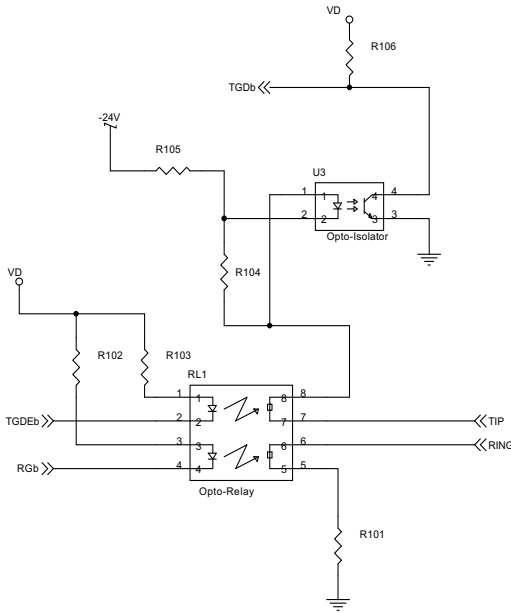 VD
R106
TGDb
-24V
R105
U3
1 1 4 4
2 2 3 3
Opto-Isolator
R104
VD
R102 R103
RL1
1 1 8 8
TGDEb 2 2 7 7 TIP
3 3 6 6 RING
RGb 4 4 5 5
Opto-Relay
R101